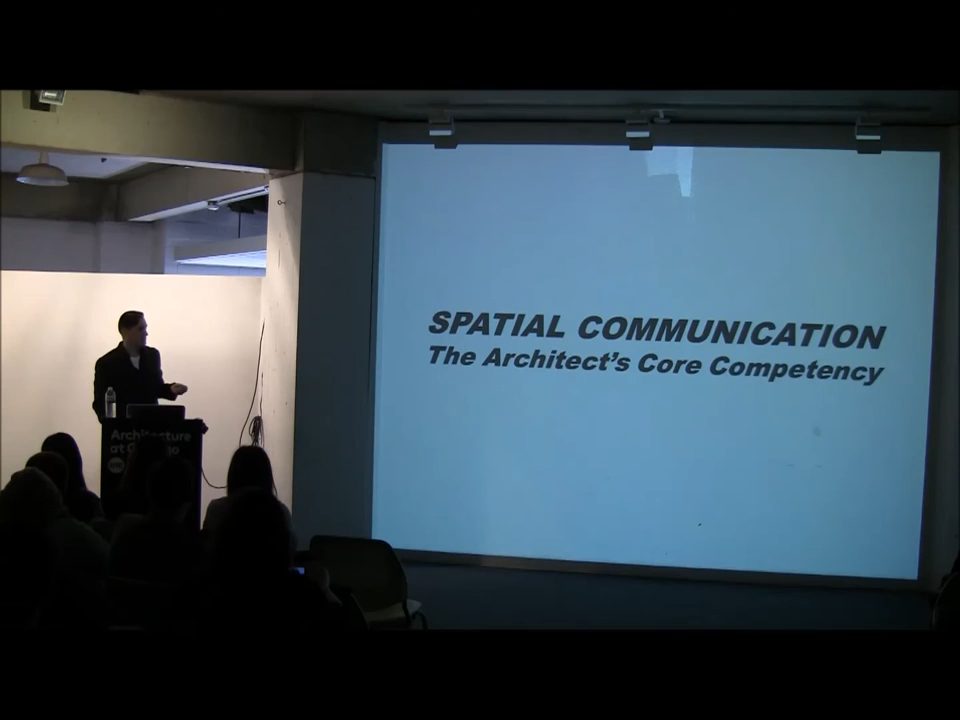 SPATIAL COMMUNICATION
The Architect's Core Competency
Architecture
at